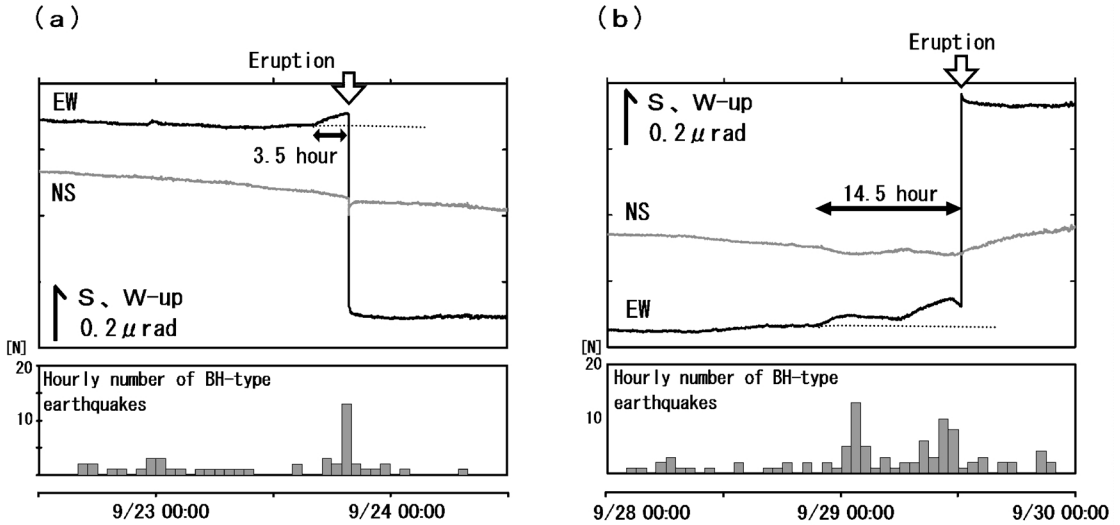 (a)
Eruption
EW
3.5 hour
NS
S、W-up
0.2μrad
[N]
20
10
Hourly number of BH-type
earthquakes
9/23 00:00
9/24 00:00
(b)
Eruption
S、W-up
0.2μrad
14.5 hour
NS
EW
[N]
20
10
Hourly number of BH-type
earthquakes
9/28 00:00
9/29 00:00
9/30 00:00